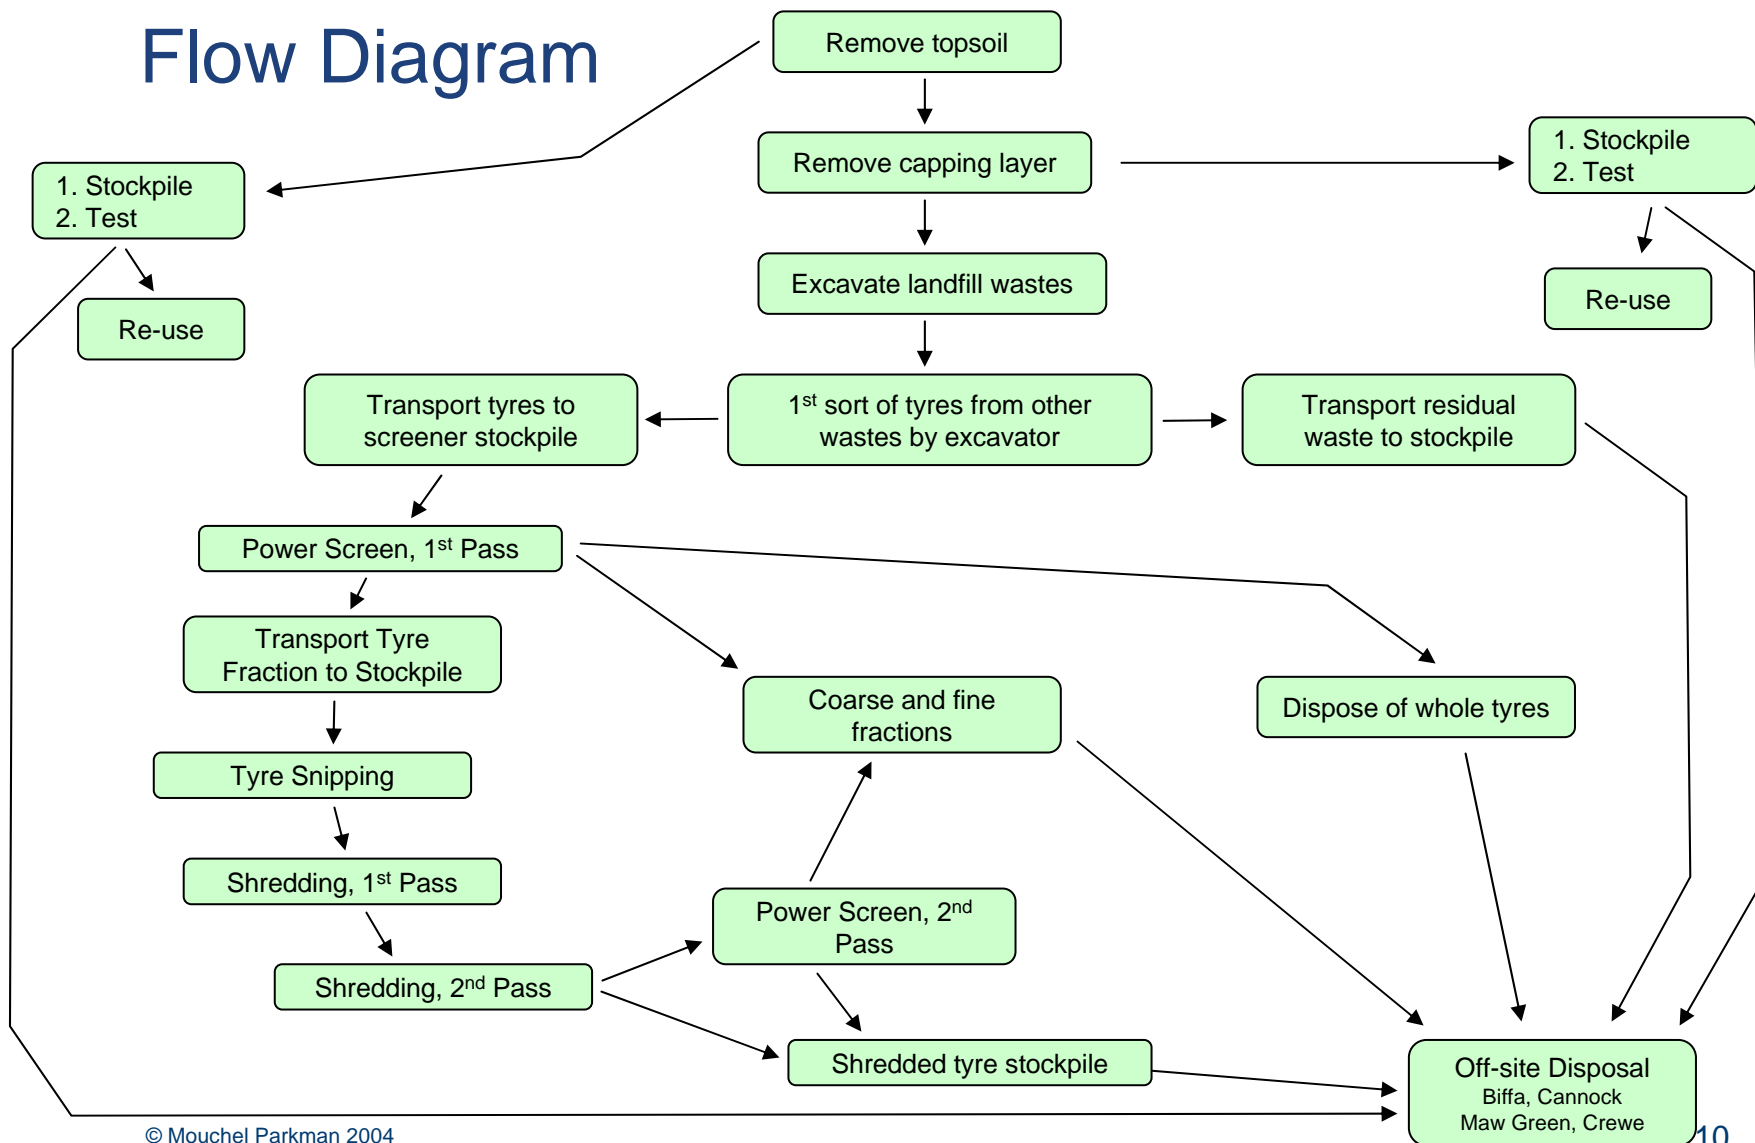 Flow Diagram
Remove topsoil
Remove capping layer
1. Stockpile
2. Test
1. Stockpile
2. Test
Excavate landfill wastes
Re-use
Re-use
Transport tyres to
screener stockpile
1st sort of tyres from other
wastes by excavator
Transport residual
waste to stockpile
Power Screen, 1st Pass
Transport Tyre
Fraction to Stockpile
Coarse and fine
fractions
Dispose of whole tyres
Tyre Snipping
Shredding, 1st Pass
Power Screen, 2nd
Pass
Shredding, 2nd Pass
Shredded tyre stockpile
Off-site Disposal
Biffa, Cannock
Maw Green, Crewe
© Mouchel Parkman 2004
10